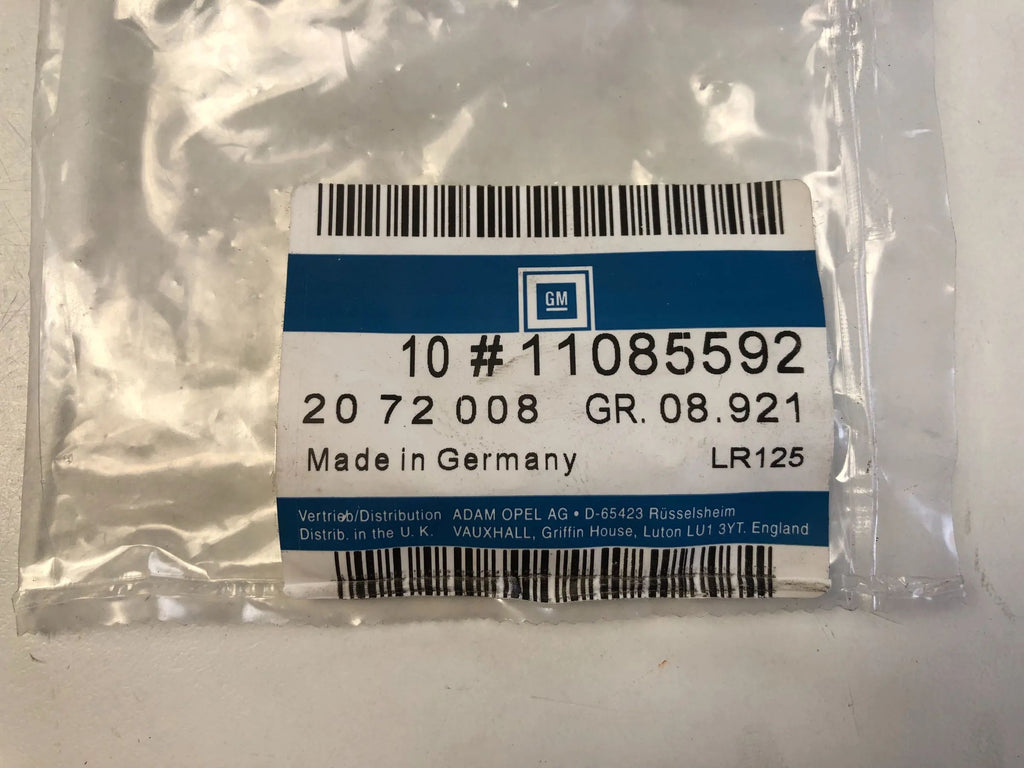 GM
10 # 11085592
20 72 008 GR. 08.921
Made in Germany LR125
Vertrieb/Distribution ADAM OPEL AG • D-65423 Rüsselsheim
Distrib. in the U. K. VAUXHALL, Griffin House, Luton LU1 3YT. England